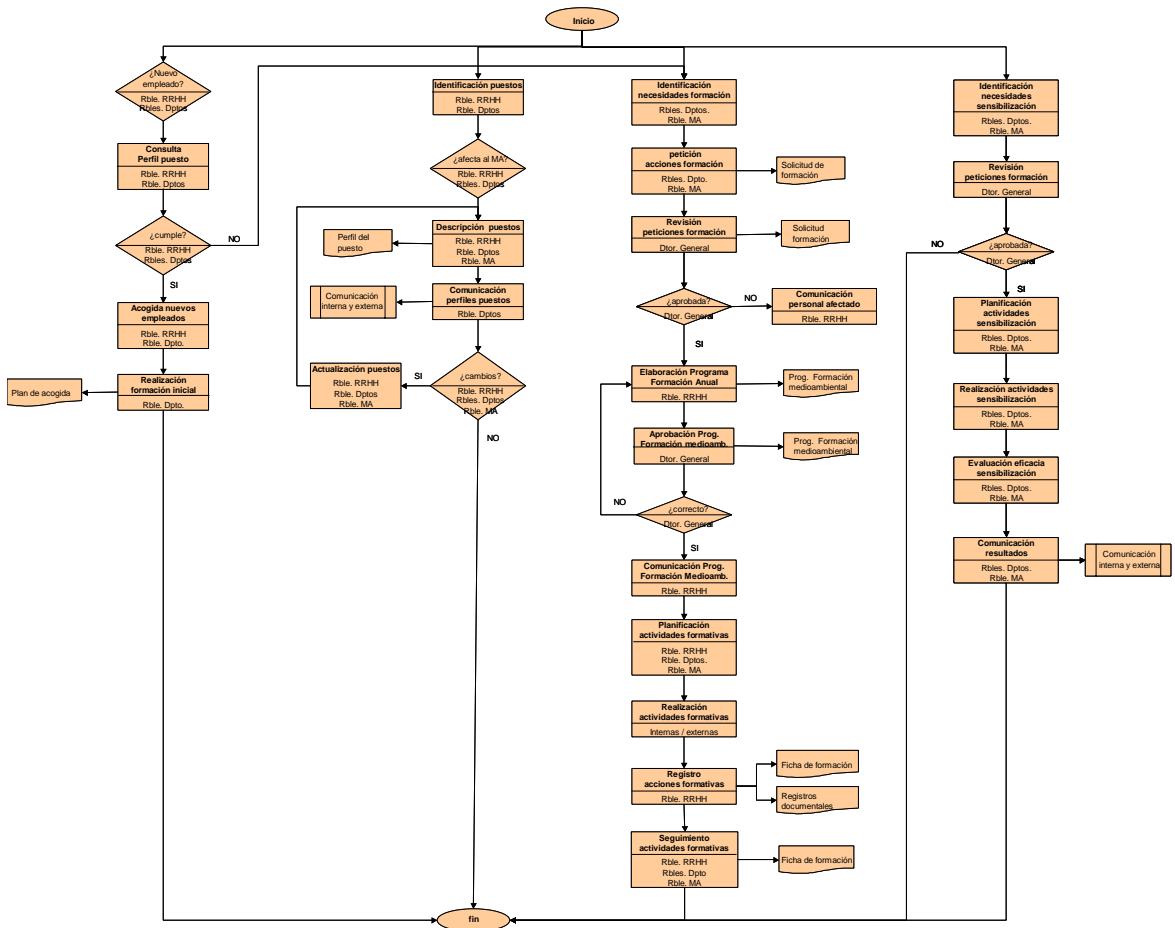 Inicio
¿Nuevo
empleado?
Rble. RRHH
Rbles. Dptos
Consulta
Perfil puesto
Rble. RRHH
Rble. Dptos
¿cumple?
Rble. RRHH
Rbles. Dptos
NO
SI
Acogida nuevos
empleados
Rble. RRHH
Rble. Dpto.
Realización
formación inicial
Rble. Dpto.
Plan de acogida
Identificación puestos
Rble. RRHH
Rble. Dptos
¿afecta al MA?
Rble. RRHH
Rbles. Dptos
Descripción puestos
Rble. RRHH
Rble. Dptos
Rble. MA
Perfil del
puesto
Comunicación
perfiles puestos
Rble. Dptos
Comunicación
interna y externa
¿cambios?
Rble. RRHH
Rbles. Dptos
Rble. MA
SI
Actualización puestos
Rble. RRHH
Rble. Dptos
Rble. MA
NO
Identificación
necesidades formación
Rbles. Dptos.
Rble. MA
petición
acciones formación
Rbles. Dpto.
Rble. MA
Solicitud de
formación
Revisión
peticiones formación
Dtor. General
Solicitud
formación
¿aprobada?
Dtor. General
NO
Comunicación
personal afectado
Rble. RRHH
SI
Elaboración Programa
Formación Anual
Rble. RRHH
Prog. Formación
medioambiental
Aprobación Prog.
Formación medioamb.
Dtor. General
Prog. Formación
medioambiental
¿correcto?
Dtor. General
NO
SI
Comunicación Prog.
Formación Medioamb.
Rble. RRHH
Planificación
actividades formativas
Rble. RRHH
Rble. Dptos.
Rble. MA
Realización
actividades formativas
Internas / externas
Registro
acciones formativas
Rble. RRHH
Ficha de formación
Registros
documentales
Seguimiento
actividades formativas
Rble. RRHH
Rbles. Dpto
Rble. MA
Ficha de formación
Identificación
necesidades
sensibilización
Rbles. Dptos.
Rble. MA
Revisión
peticiones formación
Dtor. General
¿aprobada?
Dtor. General
NO
SI
Planificación
actividades
sensibilización
Rbles. Dptos
Rble. MA
Realización actividades
sensibilización
Rbles. Dptos
Rble. MA
Evaluación eficacia
sensibilización
Rbles. Dptos.
Rble. MA
Comunicación
resultados
Rbles. Dptos.
Rble. MA
Comunicación
interna y externa
fin